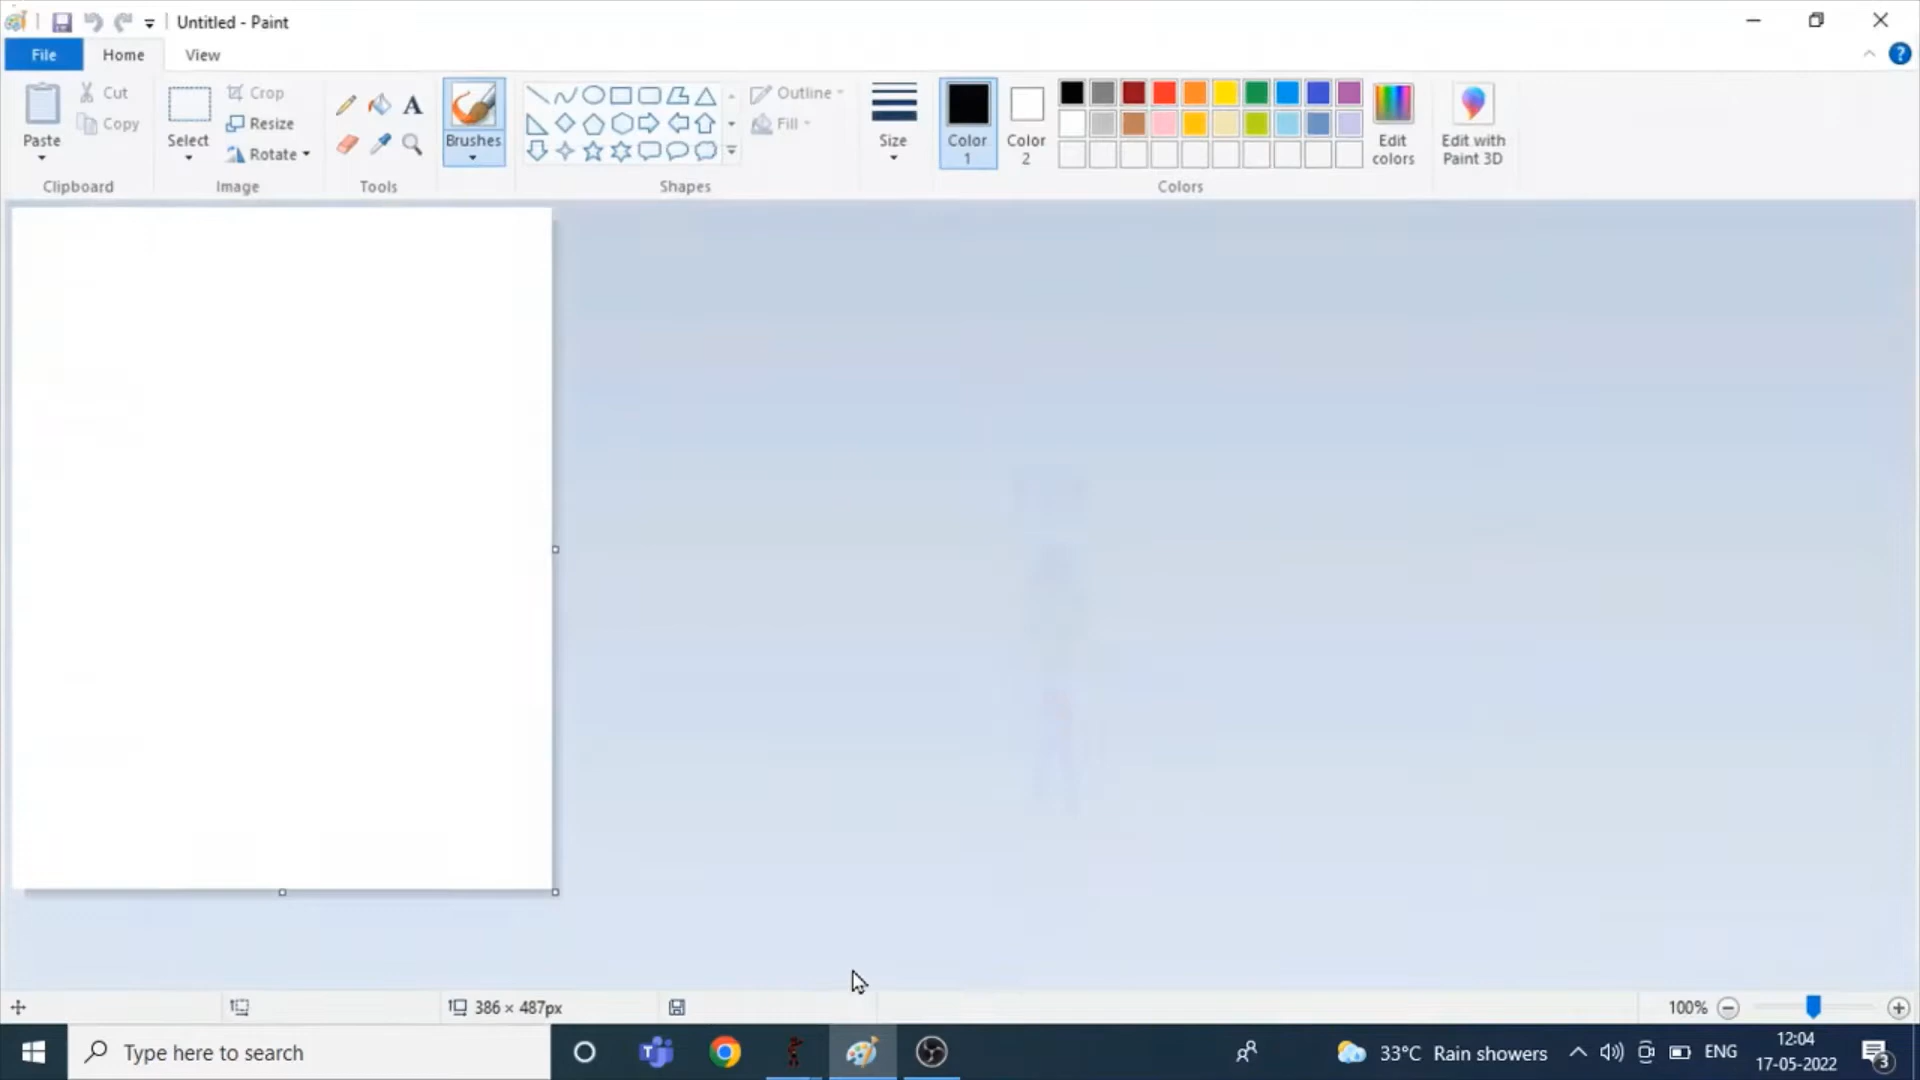 Untitled - Paint
File Home View
Paste
Cut
Copy
Clipboard
Select
Crop
Resize
Rotate
Image
A
Tools
Brushes
Shapes
Outline
Fill
Size
Color 1
Color 2
Colors
Edit colors
Edit with Paint 3D
386 × 487px
100%
Type here to search
33°C Rain showers
ENG
12:04
17-05-2022
3